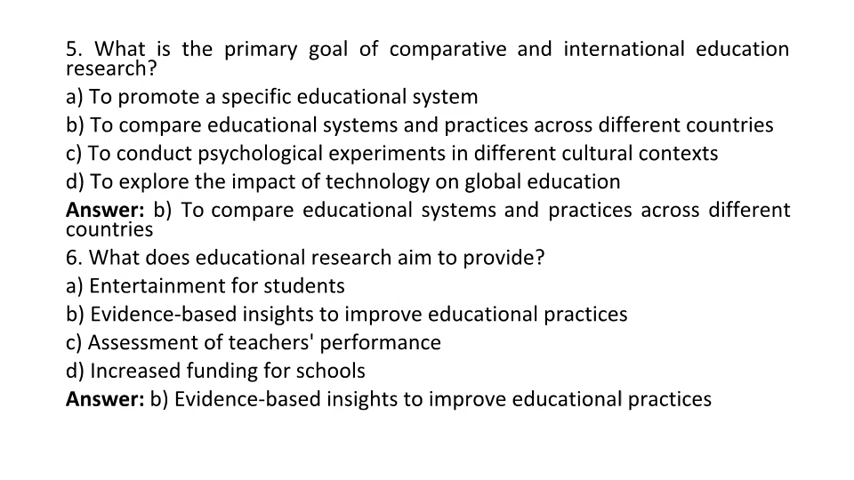 5. What is the primary goal of comparative and international education
research?
a) To promote a specific educational system
b) To compare educational systems and practices across different countries
c) To conduct psychological experiments in different cultural contexts
d) To explore the impact of technology on global education
Answer: b) To compare educational systems and practices across different
countries
6. What does educational research aim to provide?
a) Entertainment for students
b) Evidence-based insights to improve educational practices
c) Assessment of teachers' performance
d) Increased funding for schools
Answer: b) Evidence-based insights to improve educational practices